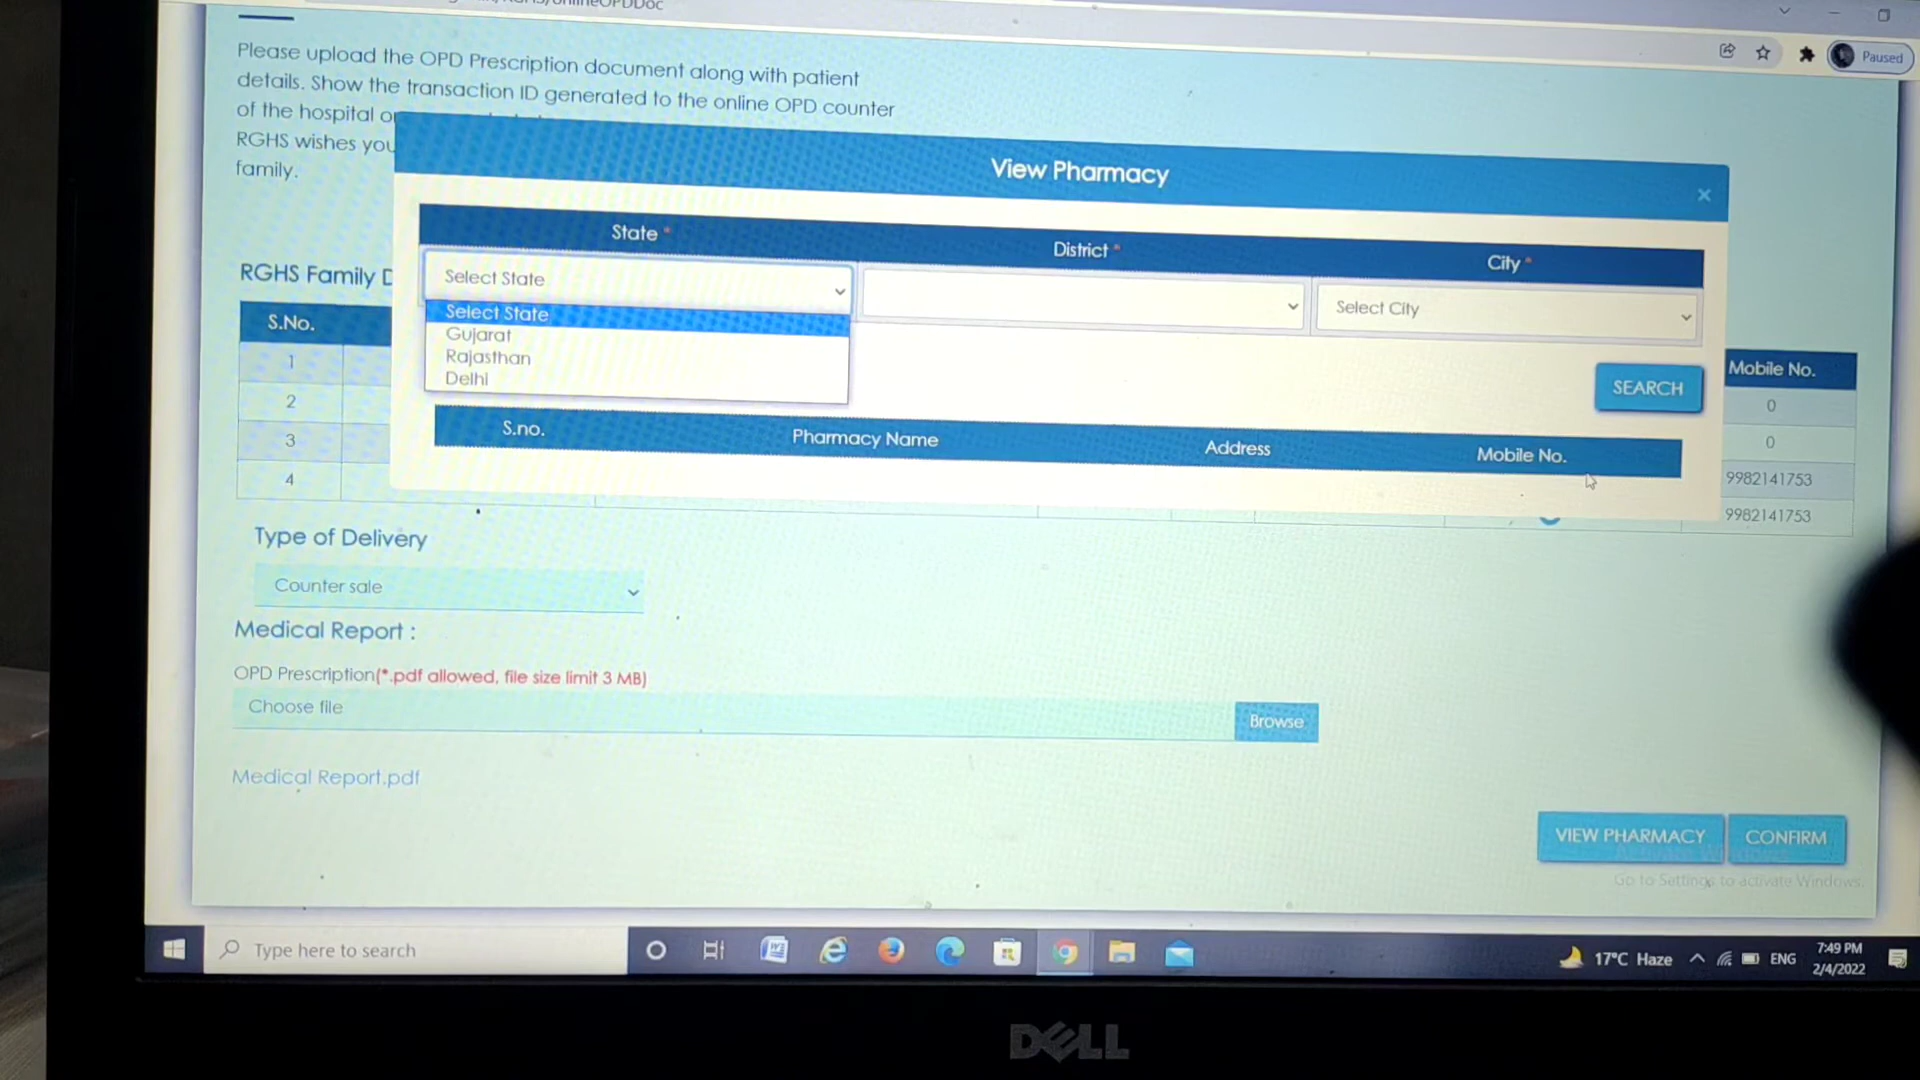 Please upload the OPD Prescription document along with patient
details. Show the transaction ID generated to the online OPD counter
of the hospital
RGHS wishes you
family.
Paused
View Pharmacy
×
State *
District *
City *
Select State
Select City
Select State
Gujarat
Rajasthan
Delhi
SEARCH
S.no.
Pharmacy Name
Address
Mobile No.
RGHS Family D
S.No.
Mobile No.
1
0
2
0
3
9982141753
4
9982141753
Type of Delivery
Counter sale
Medical Report :
OPD Prescription(*.pdf allowed, file size limit 3 MB)
Choose file
Browse
Medical Report.pdf
VIEW PHARMACY
CONFIRM
Go to Settings to activate Windows.
Type here to search
17°C Haze
ENG
7:49 PM
2/4/2022
DELL